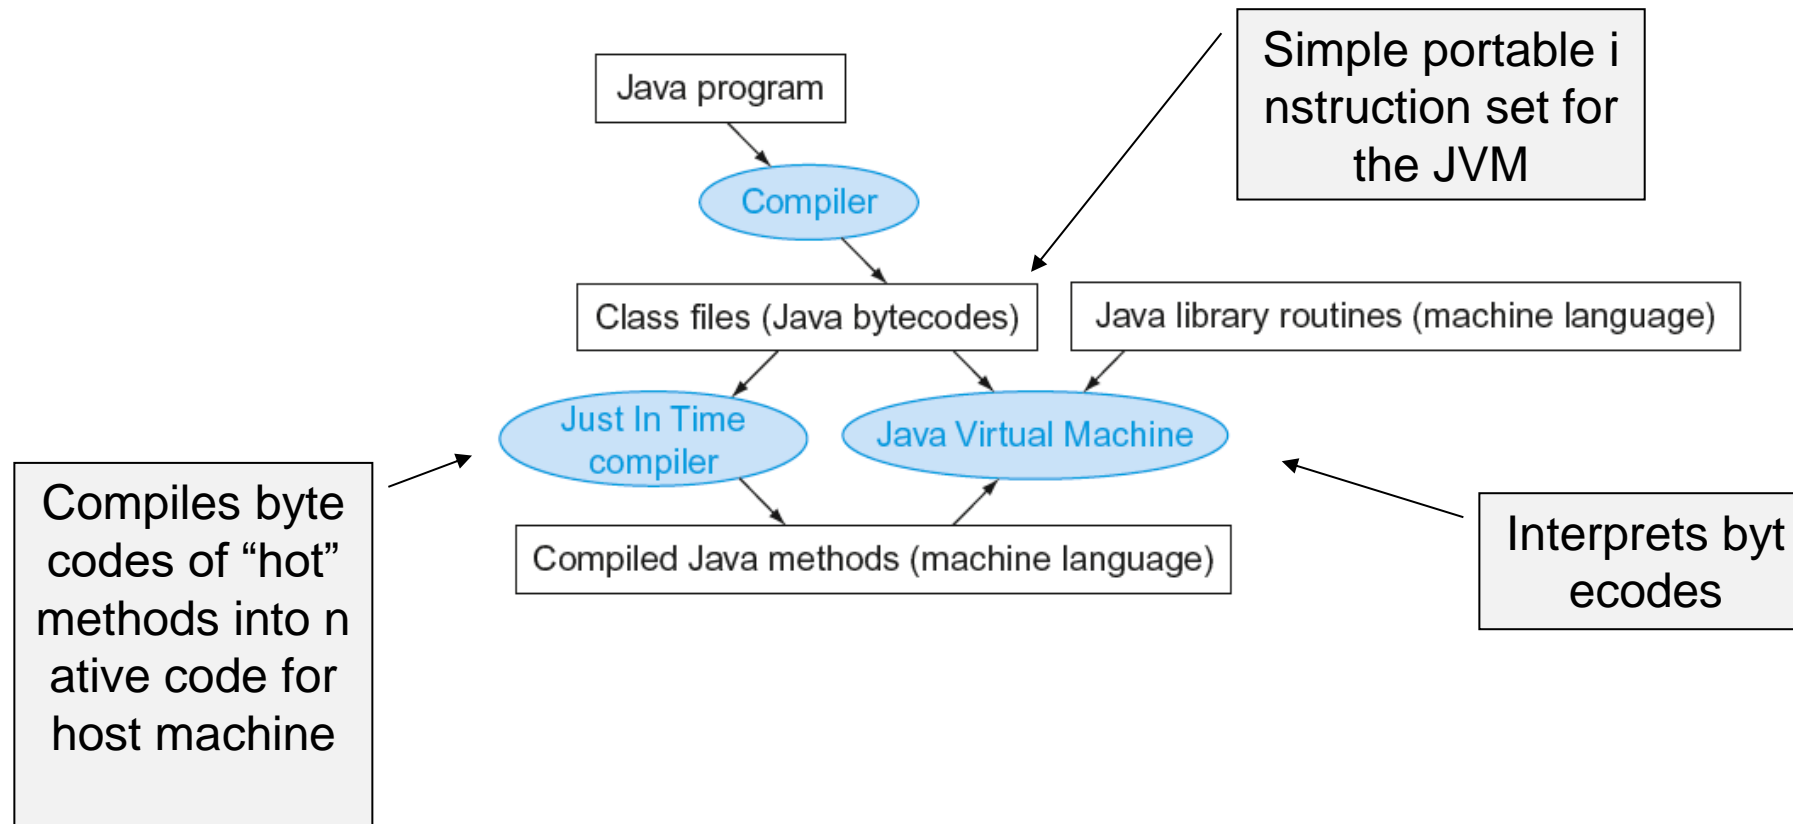 Simple portable i
nstruction set for
the JVM
Java program
Compiler
Class files (Java bytecodes)
Java library routines (machine language)
Just In Time
compiler
Java Virtual Machine
Compiles byte
codes of “hot”
methods into n
ative code for
host machine
Interprets byt
ecodes
Compiled Java methods (machine language)